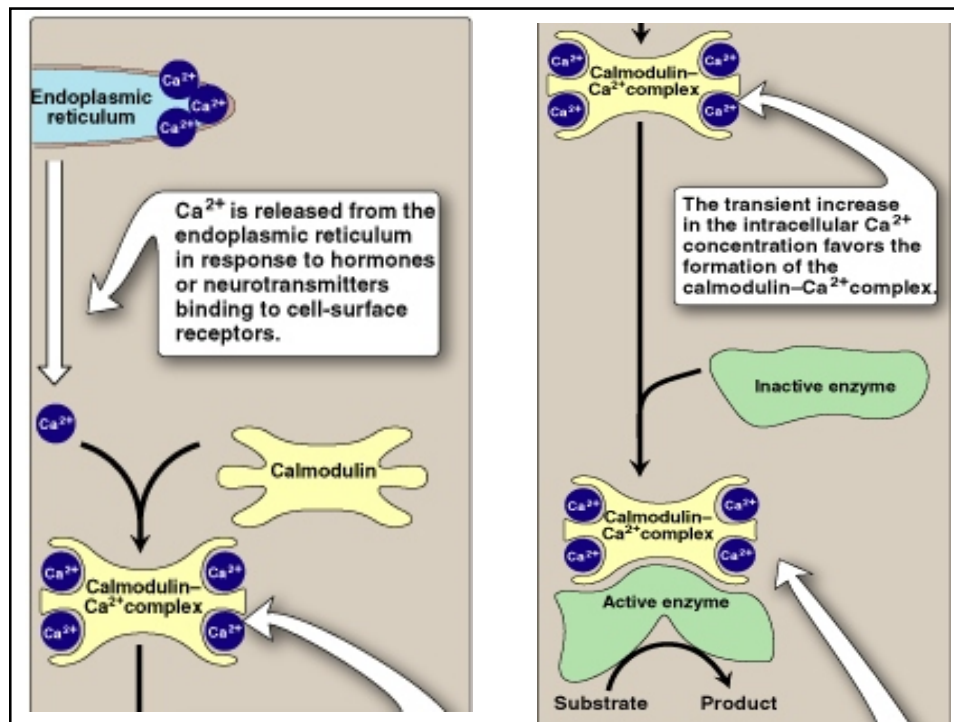 Ca²⁺
Endoplasmic
reticulum
Ca²⁺
Ca²⁺
Ca²⁺ is released from the
endoplasmic reticulum
in response to hormones
or neurotransmitters
binding to cell-surface
receptors.
Ca²⁺
Calmodulin
Ca²⁺
Ca²⁺
Calmodulin–
Ca²⁺complex
Ca²⁺
Ca²⁺
Ca²⁺
Ca²⁺
Calmodulin–
Ca²⁺complex
Ca²⁺
Ca²⁺
The transient increase
in the intracellular Ca²⁺
concentration favors the
formation of the
calmodulin–Ca²⁺complex.
Inactive enzyme
Ca²⁺
Ca²⁺
Calmodulin–
Ca²⁺complex
Ca²⁺
Ca²⁺
Active enzyme
Substrate
Product